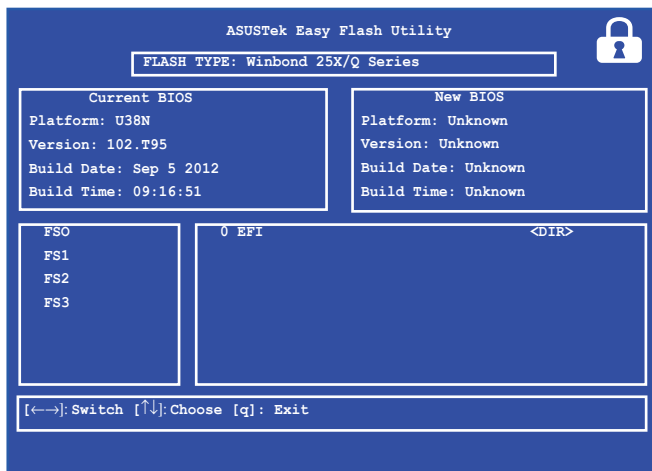 ASUSTek Easy Flash Utility
FLASH TYPE: Winbond 25X/Q Series
Current BIOS
Platform: U38N
Version: 102.T95
Build Date: Sep 5 2012
Build Time: 09:16:51
New BIOS
Platform: Unknown
Version: Unknown
Build Date: Unknown
Build Time: Unknown
FSO
FS1
FS2
FS3
0 EFI <DIR>
[←→]: Switch [↑↓]: Choose [q]: Exit